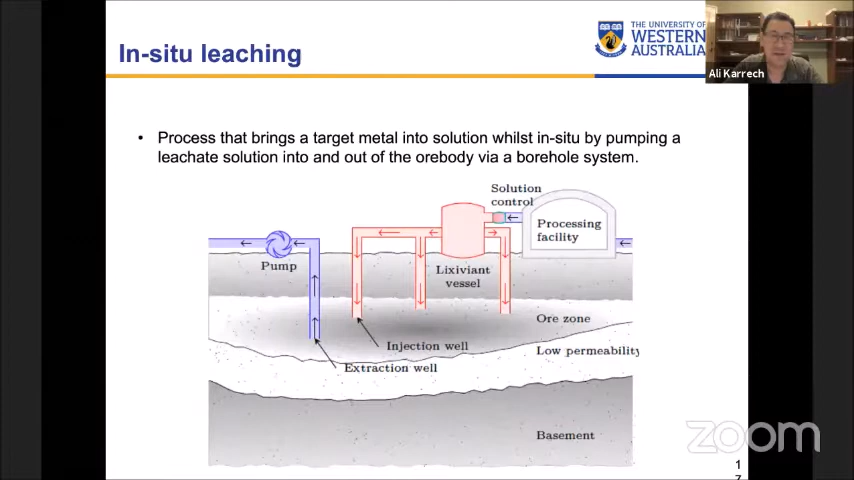 In-situ leaching
THE UNIVERSITY OF
WESTERN
AUSTRALIA
Ali Karrech
• Process that brings a target metal into solution whilst in-situ by pumping a
leachate solution into and out of the orebody via a borehole system.
Solution
control
Processing
facility
Pump
Lixiviant
vessel
Ore zone
Injection well
Low permeability
Extraction well
Basement
zoom
1
7